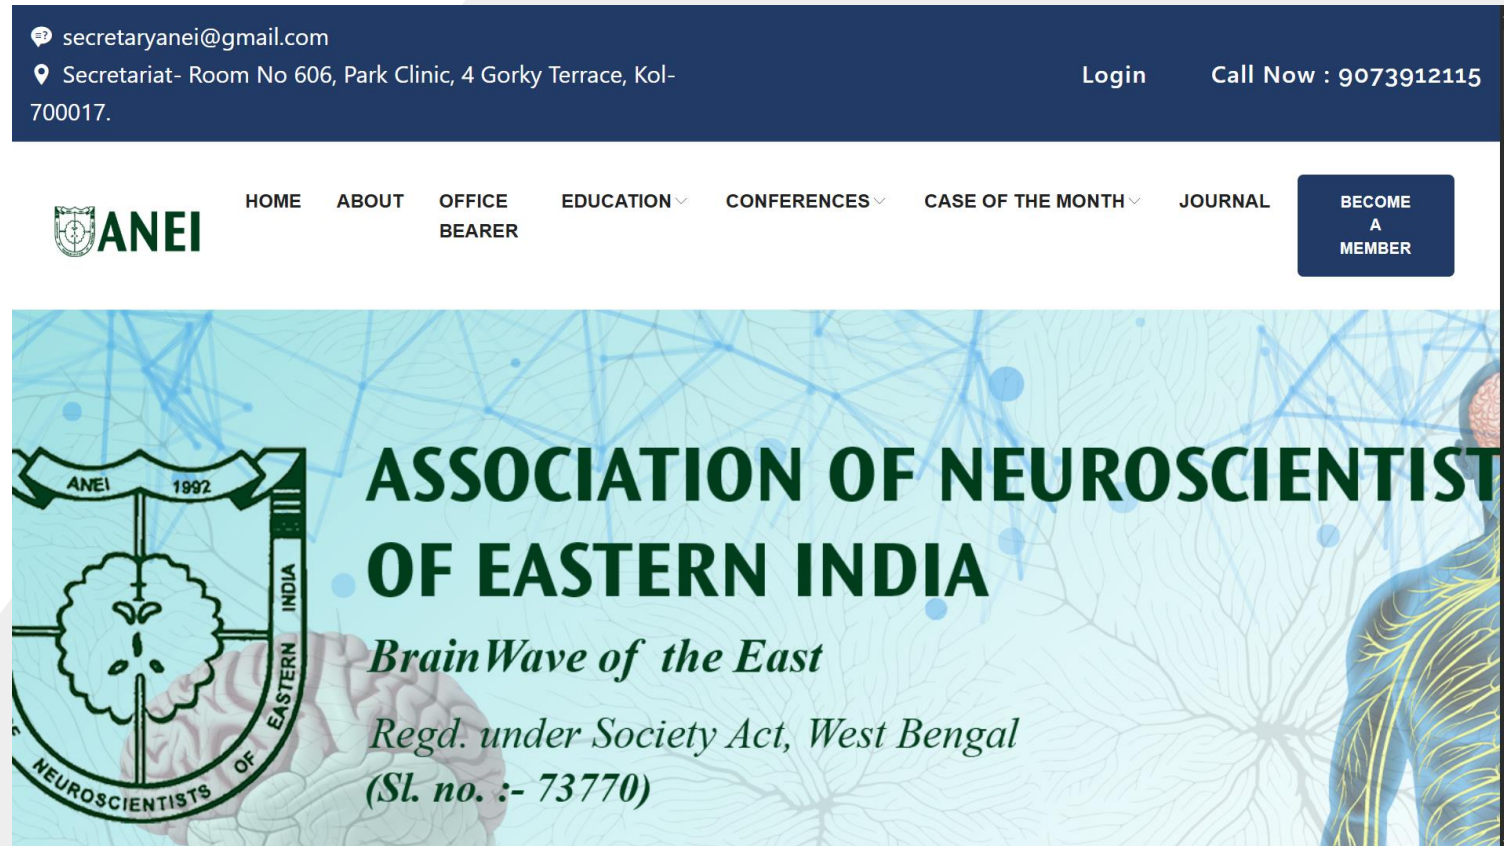 secretaryanei@gmail.com
Secretariat- Room No 606, Park Clinic, 4 Gorky Terrace, Kol-
700017.
Login
Call Now : 9073912115
ANEI
HOME
ABOUT
OFFICE
BEARER
EDUCATION
CONFERENCES
CASE OF THE MONTH
JOURNAL
BECOME
A
MEMBER
ANEI 1992
NEUROSCIENTISTS OF EASTERN INDIA
ASSOCIATION OF NEUROSCIENTIST
OF EASTERN INDIA
BrainWave of the East
Regd. under Society Act, West Bengal
(Sl. no. :- 73770)